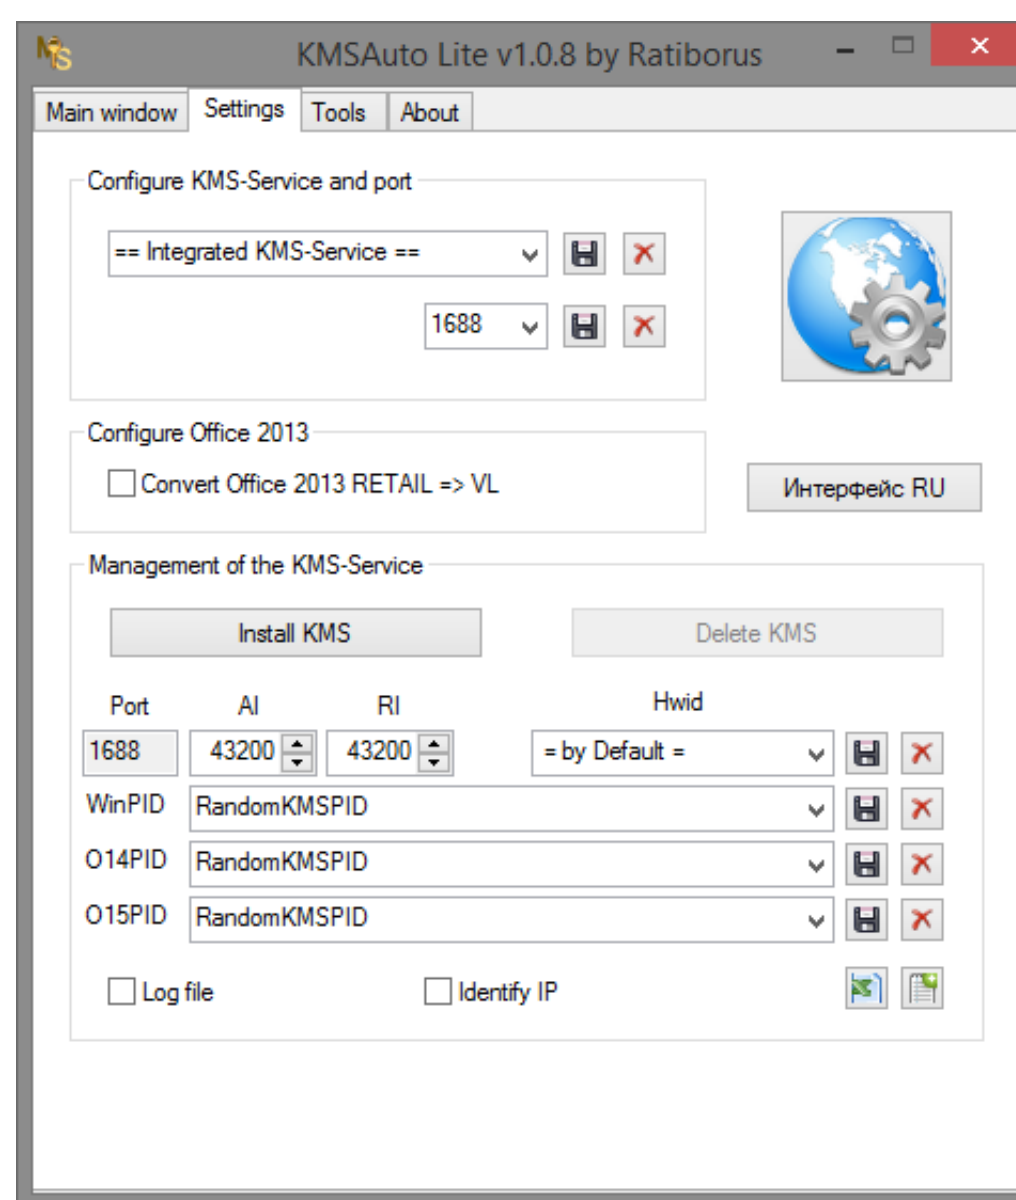 KMSAuto Lite v1.0.8 by Ratiborus
Main window Settings Tools About
Configure KMS-Service and port
== Integrated KMS-Service ==
1688
Configure Office 2013
Convert Office 2013 RETAIL => VL
Интерфейс RU
Management of the KMS-Service
Install KMS Delete KMS
Port AI RI Hwid
1688 43200 43200 = by Default =
WinPID RandomKMSPID
O14PID RandomKMSPID
O15PID RandomKMSPID
Log file Identify IP